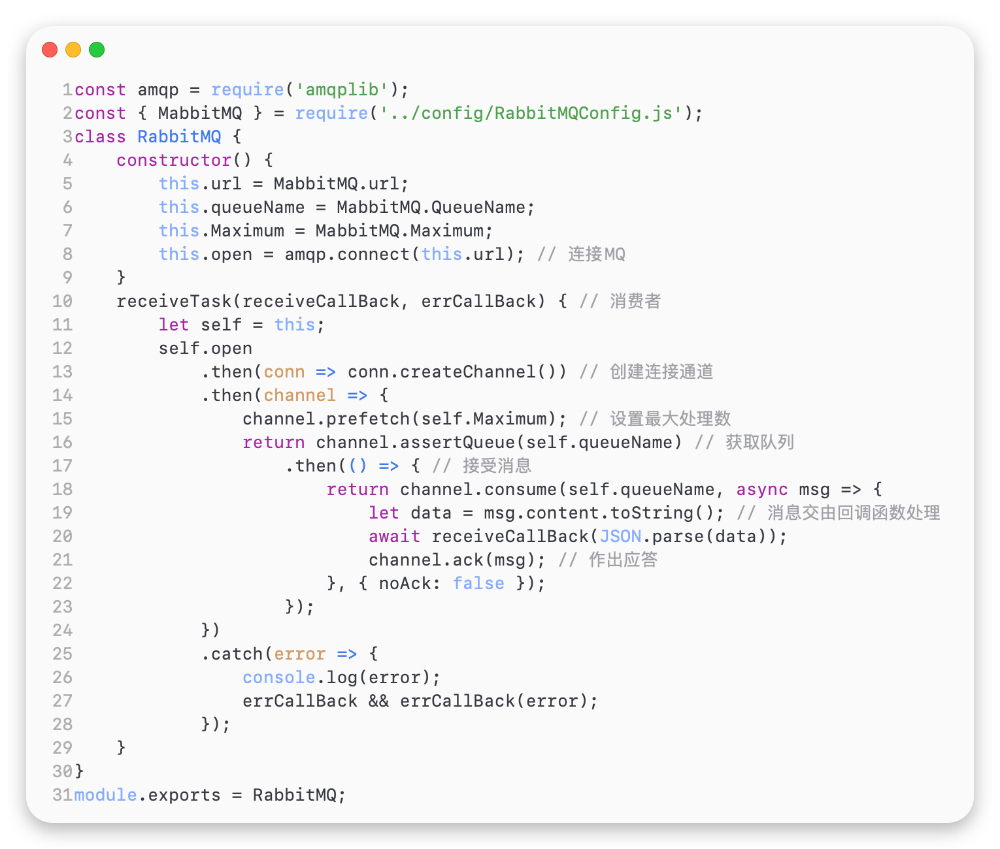 1const amqp = require('amqplib');
2const { MabbitMQ } = require('../config/RabbitMQConfig.js');
3class RabbitMQ {
4    constructor() {
5        this.url = MabbitMQ.url;
6        this.queueName = MabbitMQ.QueueName;
7        this.Maximum = MabbitMQ.Maximum;
8        this.open = amqp.connect(this.url); // 连接MQ
9    }
10    receiveTask(receiveCallBack, errCallBack) { // 消费者
11        let self = this;
12        self.open
13            .then(conn => conn.createChannel()) // 创建连接通道
14            .then(channel => {
15                channel.prefetch(self.Maximum); // 设置最大处理数
16                return channel.assertQueue(self.queueName) // 获取队列
17                    .then(() => { // 接受消息
18                        return channel.consume(self.queueName, async msg => {
19                            let data = msg.content.toString(); // 消息交由回调函数处理
20                            await receiveCallBack(JSON.parse(data));
21                            channel.ack(msg); // 作出应答
22                        }, { noAck: false });
23                    });
24            })
25            .catch(error => {
26                console.log(error);
27                errCallBack && errCallBack(error);
28            });
29    }
30}
31module.exports = RabbitMQ;